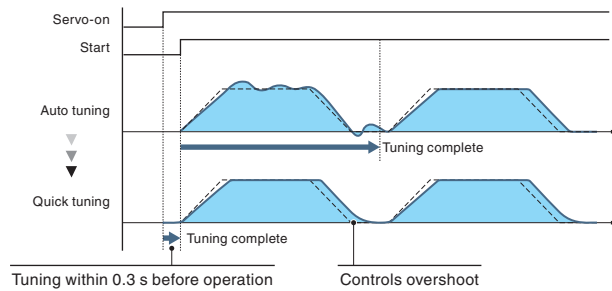 Servo-on
Start
Auto tuning
Tuning complete
Quick tuning
Tuning complete
Tuning within 0.3 s before operation
Controls overshoot